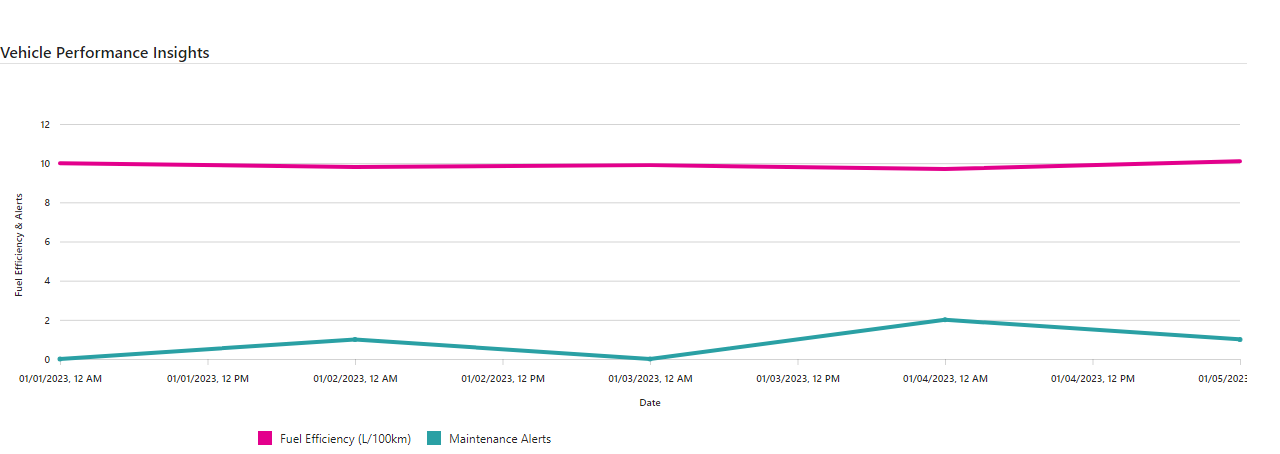 Vehicle Performance Insights
12
10
8
6
4
2
0
Fuel Efficiency & Alerts
01/01/2023, 12 AM
01/01/2023, 12 PM
01/02/2023, 12 AM
01/02/2023, 12 PM
01/03/2023, 12 AM
01/03/2023, 12 PM
01/04/2023, 12 AM
01/04/2023, 12 PM
01/05/2023
Date
Fuel Efficiency (L/100km)
Maintenance Alerts